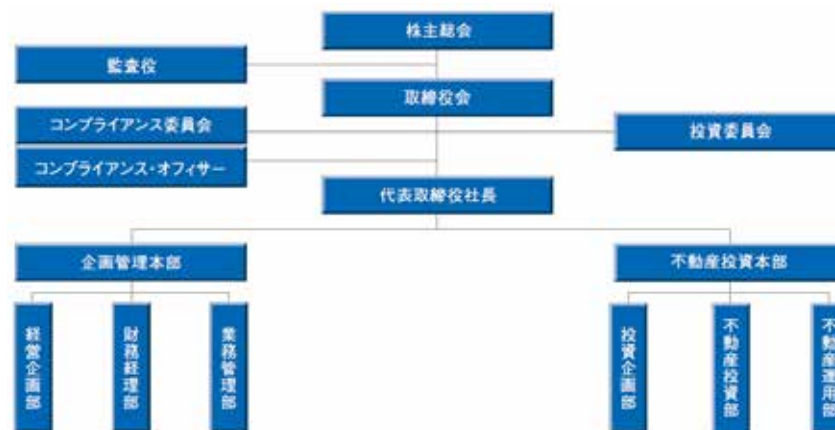 株主総会
監査役
取締役会
コンプライアンス委員会
投資委員会
コンプライアンス・オフィサー
代表取締役社長
企画管理本部
不動産投資本部
経営企画部
財務経理部
業務管理部
投資企画部
不動産投資部
不動産運用部